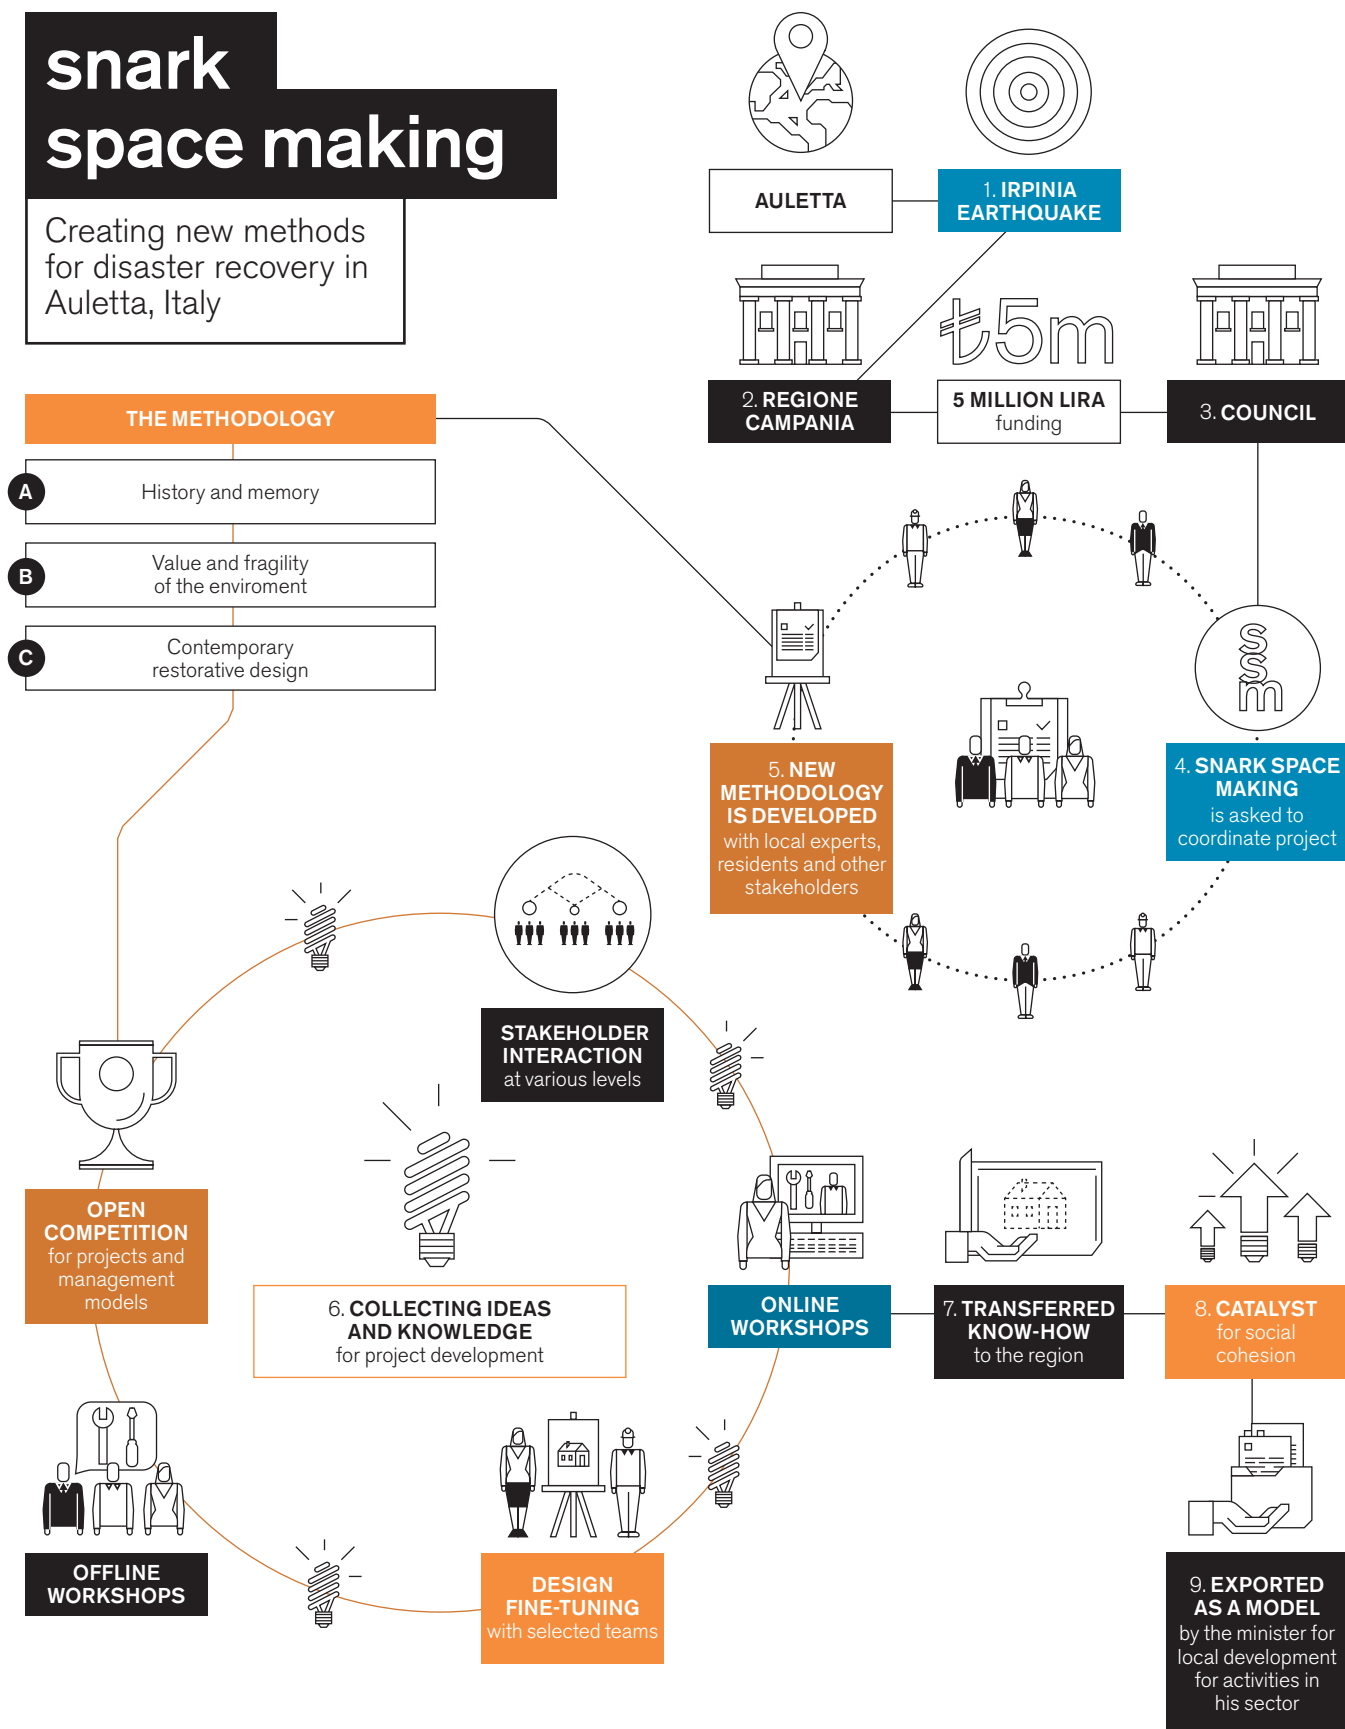 snark
space making
Creating new methods
for disaster recovery in
Auletta, Italy
AULETTA
1. IRPINIA
EARTHQUAKE
₺5m
2. REGIONE
CAMPANIA
5 MILLION LIRA
funding
3. COUNCIL
THE METHODOLOGY
A
History and memory
B
Value and fragility
of the enviroment
C
Contemporary
restorative design
s
s
m
4. SNARK SPACE
MAKING
is asked to
coordinate project
5. NEW
METHODOLOGY
IS DEVELOPED
with local experts,
residents and other
stakeholders
STAKEHOLDER
INTERACTION
at various levels
OPEN
COMPETITION
for projects and
management
models
6. COLLECTING IDEAS
AND KNOWLEDGE
for project development
ONLINE
WORKSHOPS
7. TRANSFERRED
KNOW-HOW
to the region
8. CATALYST
for social
cohesion
OFFLINE
WORKSHOPS
DESIGN
FINE-TUNING
with selected teams
9. EXPORTED
AS A MODEL
by the minister for
local development
for activities in
his sector